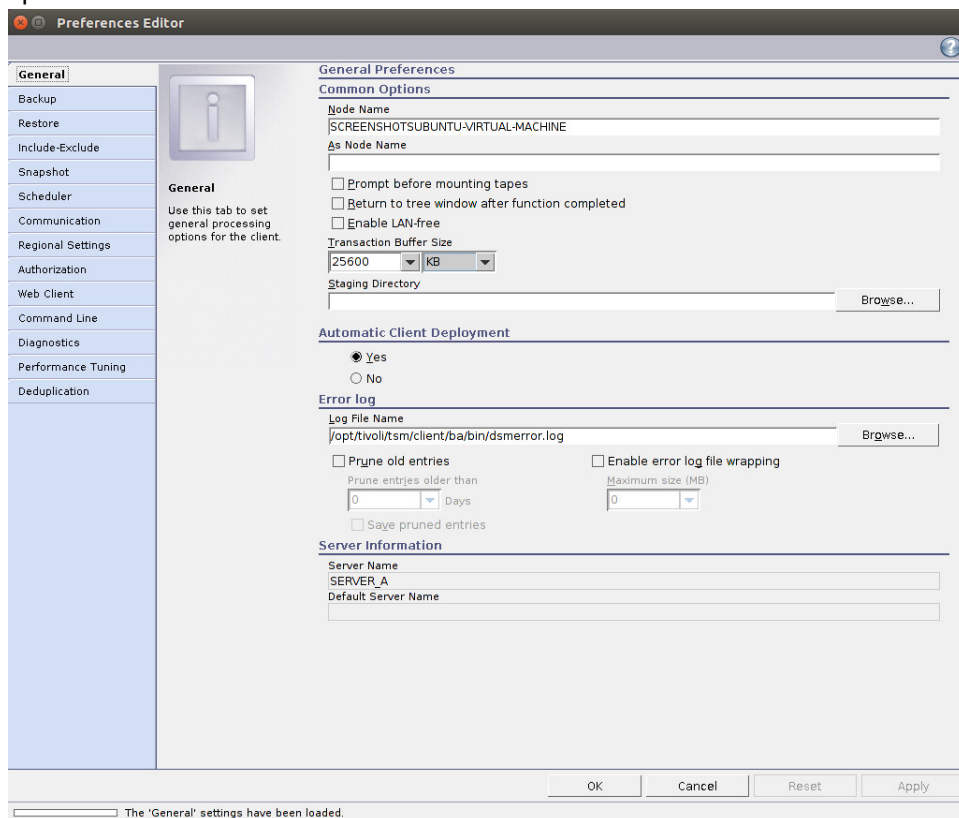 Preferences Editor
General
Backup
Restore
Include-Exclude
Snapshot
Scheduler
Communication
Regional Settings
Authorization
Web Client
Command Line
Diagnostics
Performance Tuning
Deduplication
General
Use this tab to set
general processing
options for the client.
General Preferences
Common Options
Node Name
SCREENSHOTSUBUNTU-VIRTUAL-MACHINE
As Node Name
Prompt before mounting tapes
Return to tree window after function completed
Enable LAN-free
Transaction Buffer Size
25600 KB
Staging Directory
Browse...
Automatic Client Deployment
Yes
No
Error log
Log File Name
/opt/tivoli/tsm/client/ba/bin/dsmerror.log Browse...
Prune old entries Enable error log file wrapping
Prune entries older than Maximum size (MB)
0 Days 0
Save pruned entries
Server Information
Server Name
SERVER_A
Default Server Name
OK Cancel Reset Apply
The 'General' settings have been loaded.